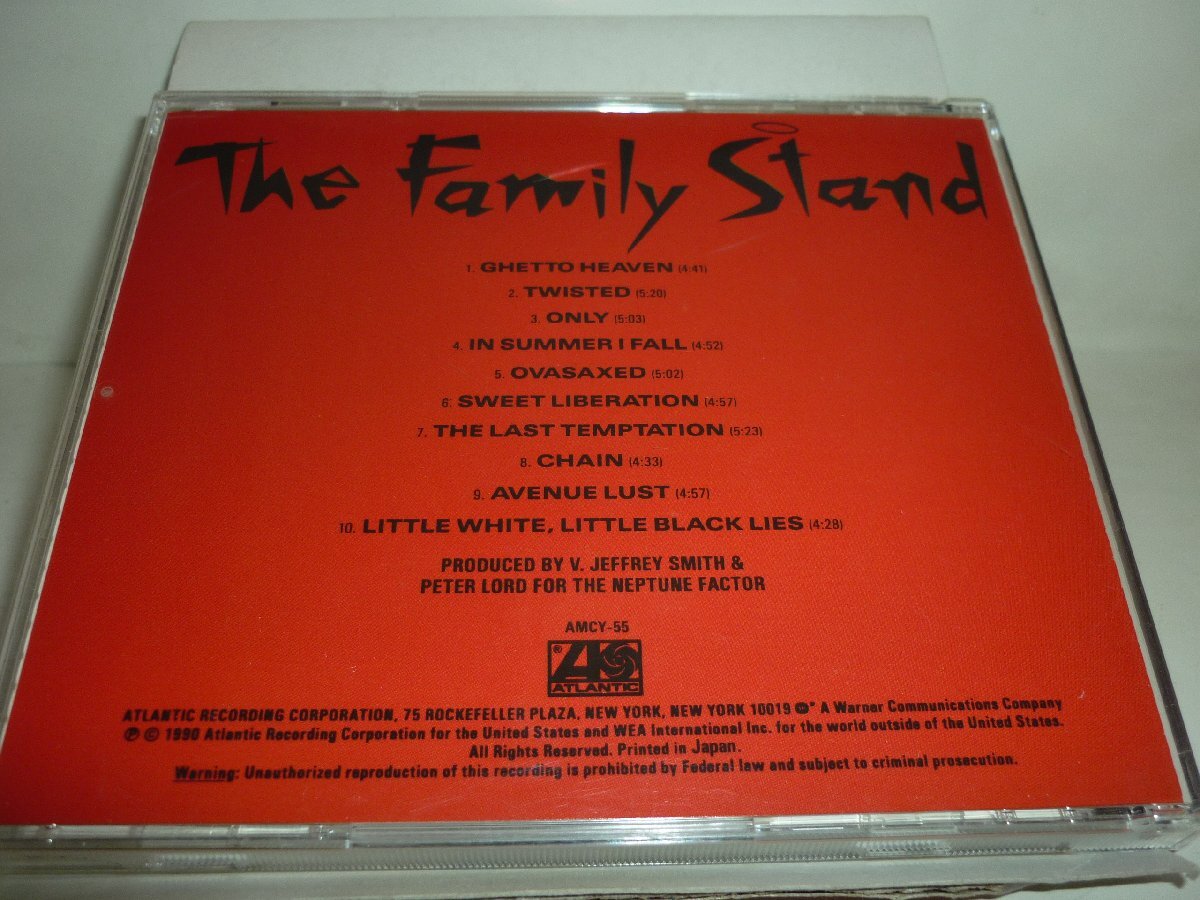 The Family Stand
1. GHETTO HEAVEN (4:41)
2. TWISTED (5:20)
3. ONLY (5:03)
4. IN SUMMER I FALL (4:52)
5. OVASAXED (5:02)
6. SWEET LIBERATION (4:57)
7. THE LAST TEMPTATION (5:23)
8. CHAIN (4:33)
9. AVENUE LUST (4:57)
10. LITTLE WHITE, LITTLE BLACK LIES (4:28)
PRODUCED BY V. JEFFREY SMITH &
PETER LORD FOR THE NEPTUNE FACTOR
AMCY-55
® ATLANTIC
ATLANTIC RECORDING CORPORATION, 75 ROCKEFELLER PLAZA, NEW YORK, NEW YORK 10019 A Warner Communications Company
℗ © 1990 Atlantic Recording Corporation for the United States and WEA International Inc. for the world outside of the United States.
All Rights Reserved. Printed in Japan.
Warning: Unauthorized reproduction of this recording is prohibited by Federal law and subject to criminal prosecution.